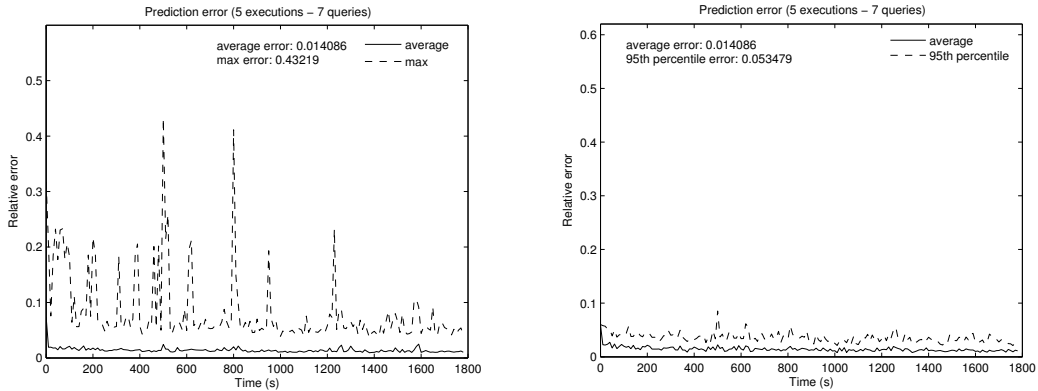 Prediction error (5 executions − 7 queries)
average error: 0.014086
max error: 0.43219
average
max
Relative error
0.5
0.4
0.3
0.2
0.1
0
0 200 400 600 800 1000 1200 1400 1600 1800
Time (s)
Prediction error (5 executions − 7 queries)
average error: 0.014086
95th percentile error: 0.053479
average
95th percentile
Relative error
0.6
0.5
0.4
0.3
0.2
0.1
0
0 200 400 600 800 1000 1200 1400 1600 1800
Time (s)